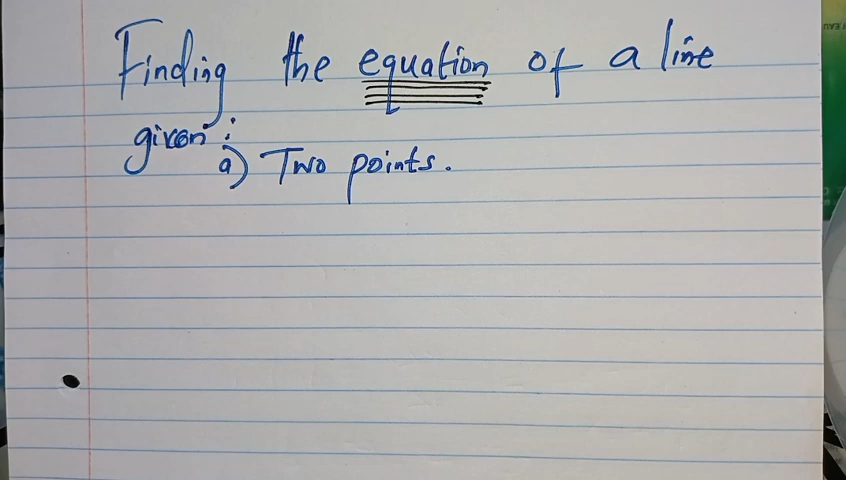 Finding the equation of a line
given:
a) Two points.